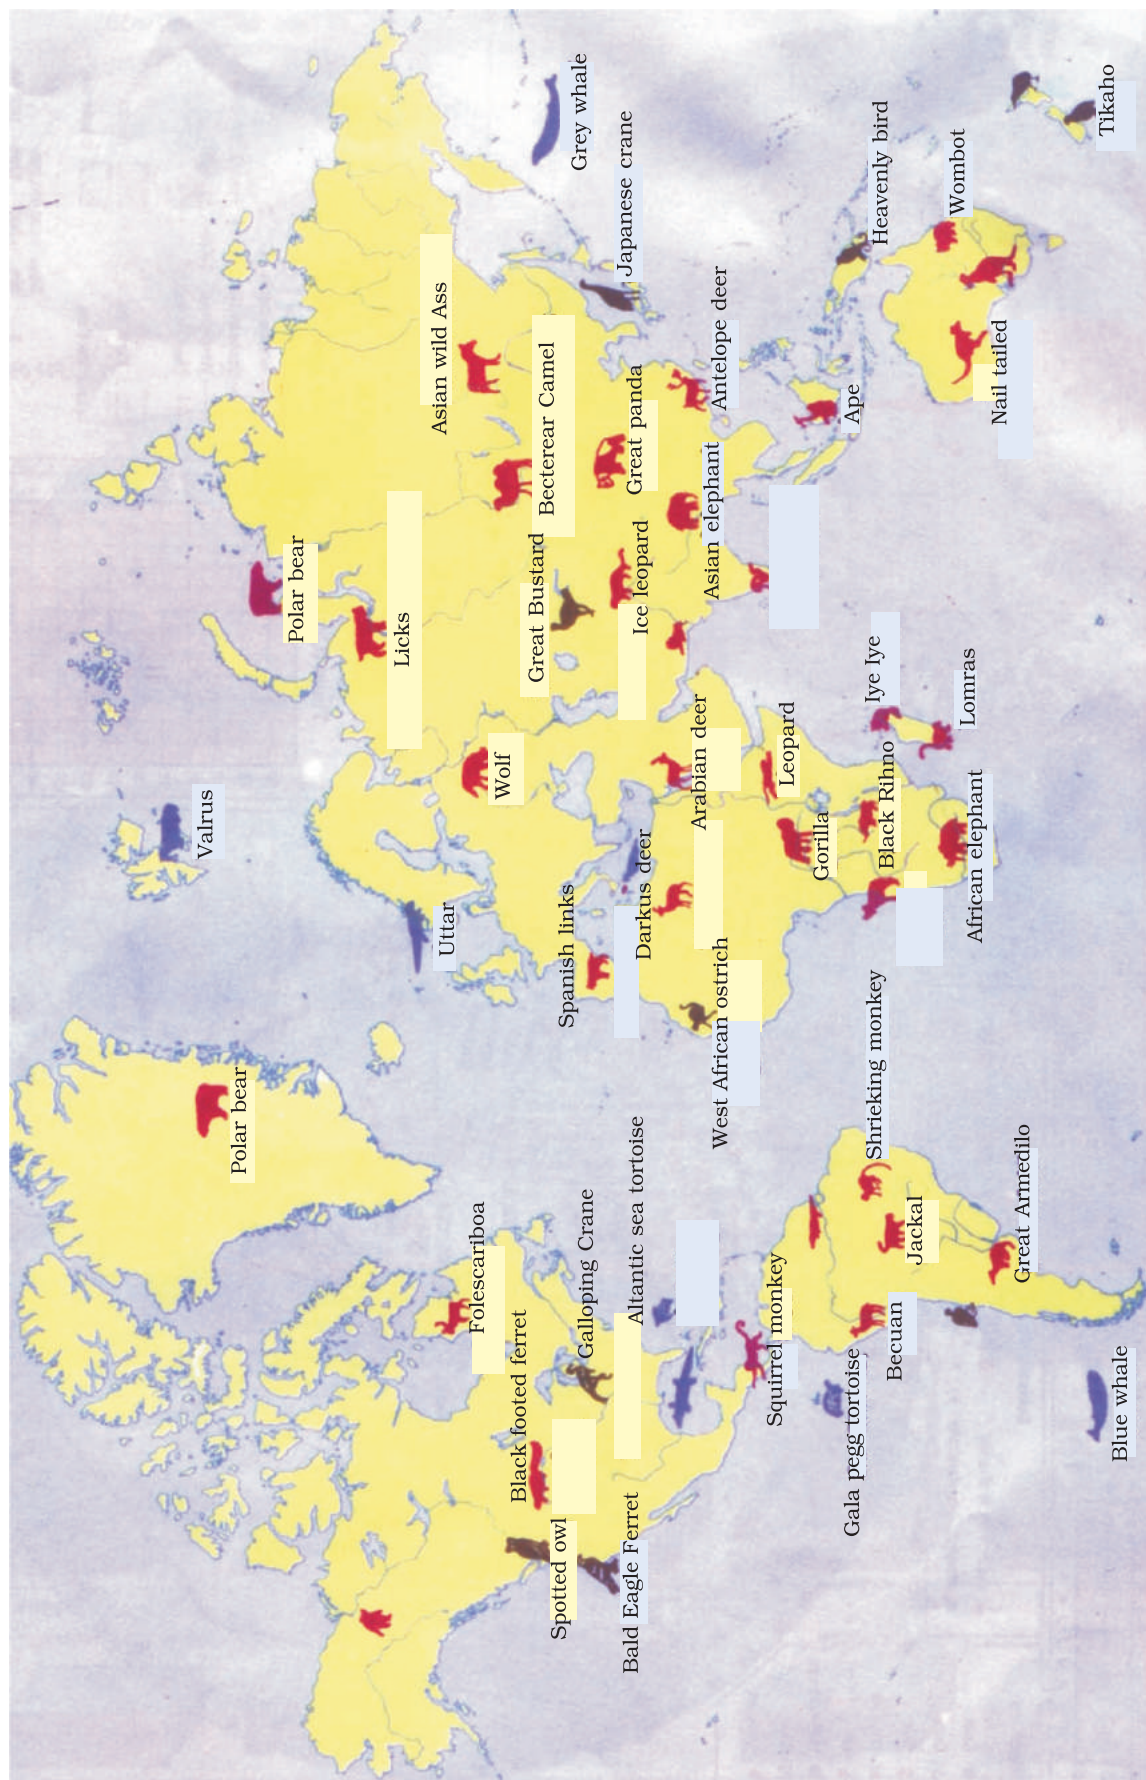 Polar bear
Valrus
Polar bear
Uttar
Licks
Asian wild Ass
Wolf
Folescariboa
Black footed ferret
Spotted owl
Great Bustard
Becterear Camel
Grey whale
Galloping Crane
Bald Eagle Ferret
Altantic sea tortoise
Spanish links
Darkus deer
Ice leopard
Great panda
Japanese crane
West African ostrich
Arabian deer
Asian elephant
Antelope deer
Squirrel monkey
Leopard
Gorilla
Ape
Heavenly bird
Gala pegg tortoise
Becuan
Shrieking monkey
Jackal
Black Rihno
Iye Iye
Lomras
African elephant
Wombot
Nail tailed
Great Armedilo
Blue whale
Tikaho